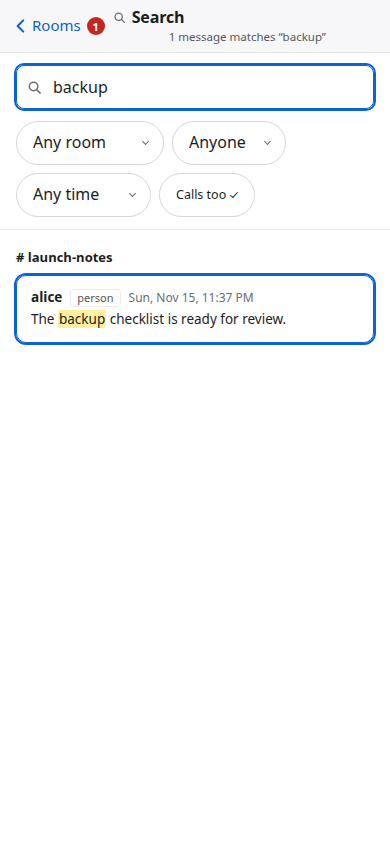 Rooms 1 Search
1 message matches “backup”
backup
Any room Anyone
Any time Calls too
# launch-notes
alice person Sun, Nov 15, 11:37 PM
The backup checklist is ready for review.